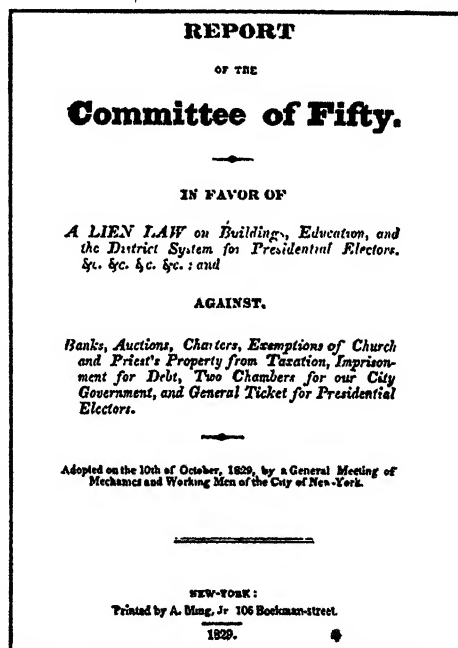 REPORT
OF THE
Committee of Fifty.
IN FAVOR OF
A LIEN LAW on Buildings, Education, and
the District System for Presidential Electors.
&c. &c. &c. &c. : and
AGAINST.
Banks, Auctions, Charters, Exemptions of Church
and Priest's Property from Taxation, Imprison-
ment for Debt, Two Chambers for our City
Government, and General Ticket for Presidential
Electors.
Adopted on the 10th of October, 1829, by a General Meeting of
Mechanics and Working Men of the City of New-York.
NEW-YORK:
Printed by A. Ming, Jr 106 Beekman-street.
1829.